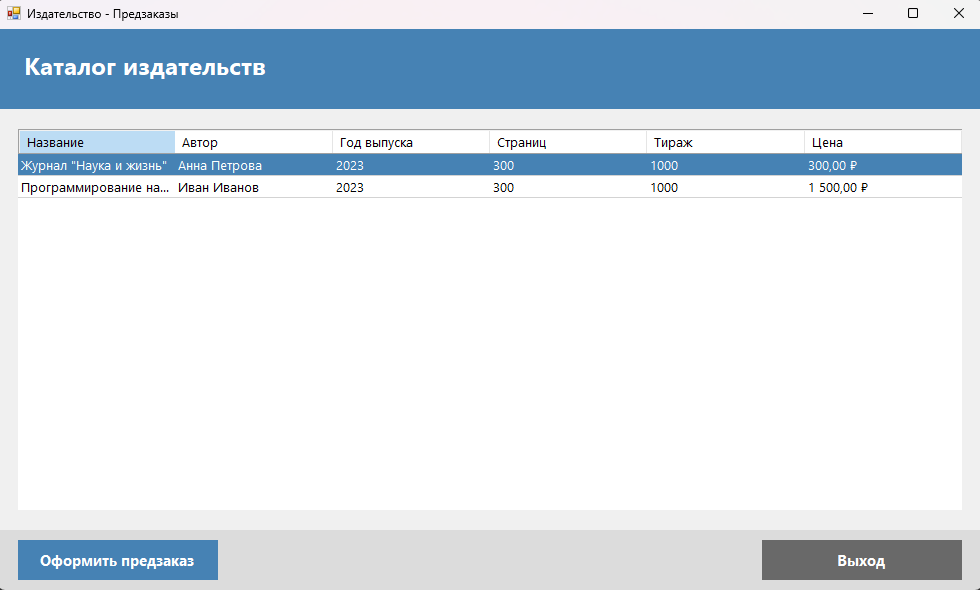 Издательство - Предзаказы
Каталог издательств
Название Автор Год выпуска Страниц Тираж Цена
Журнал "Наука и жизнь" Анна Петрова 2023 300 1000 300,00 ₽
Программирование на... Иван Иванов 2023 300 1000 1 500,00 ₽
Оформить предзаказ Выход